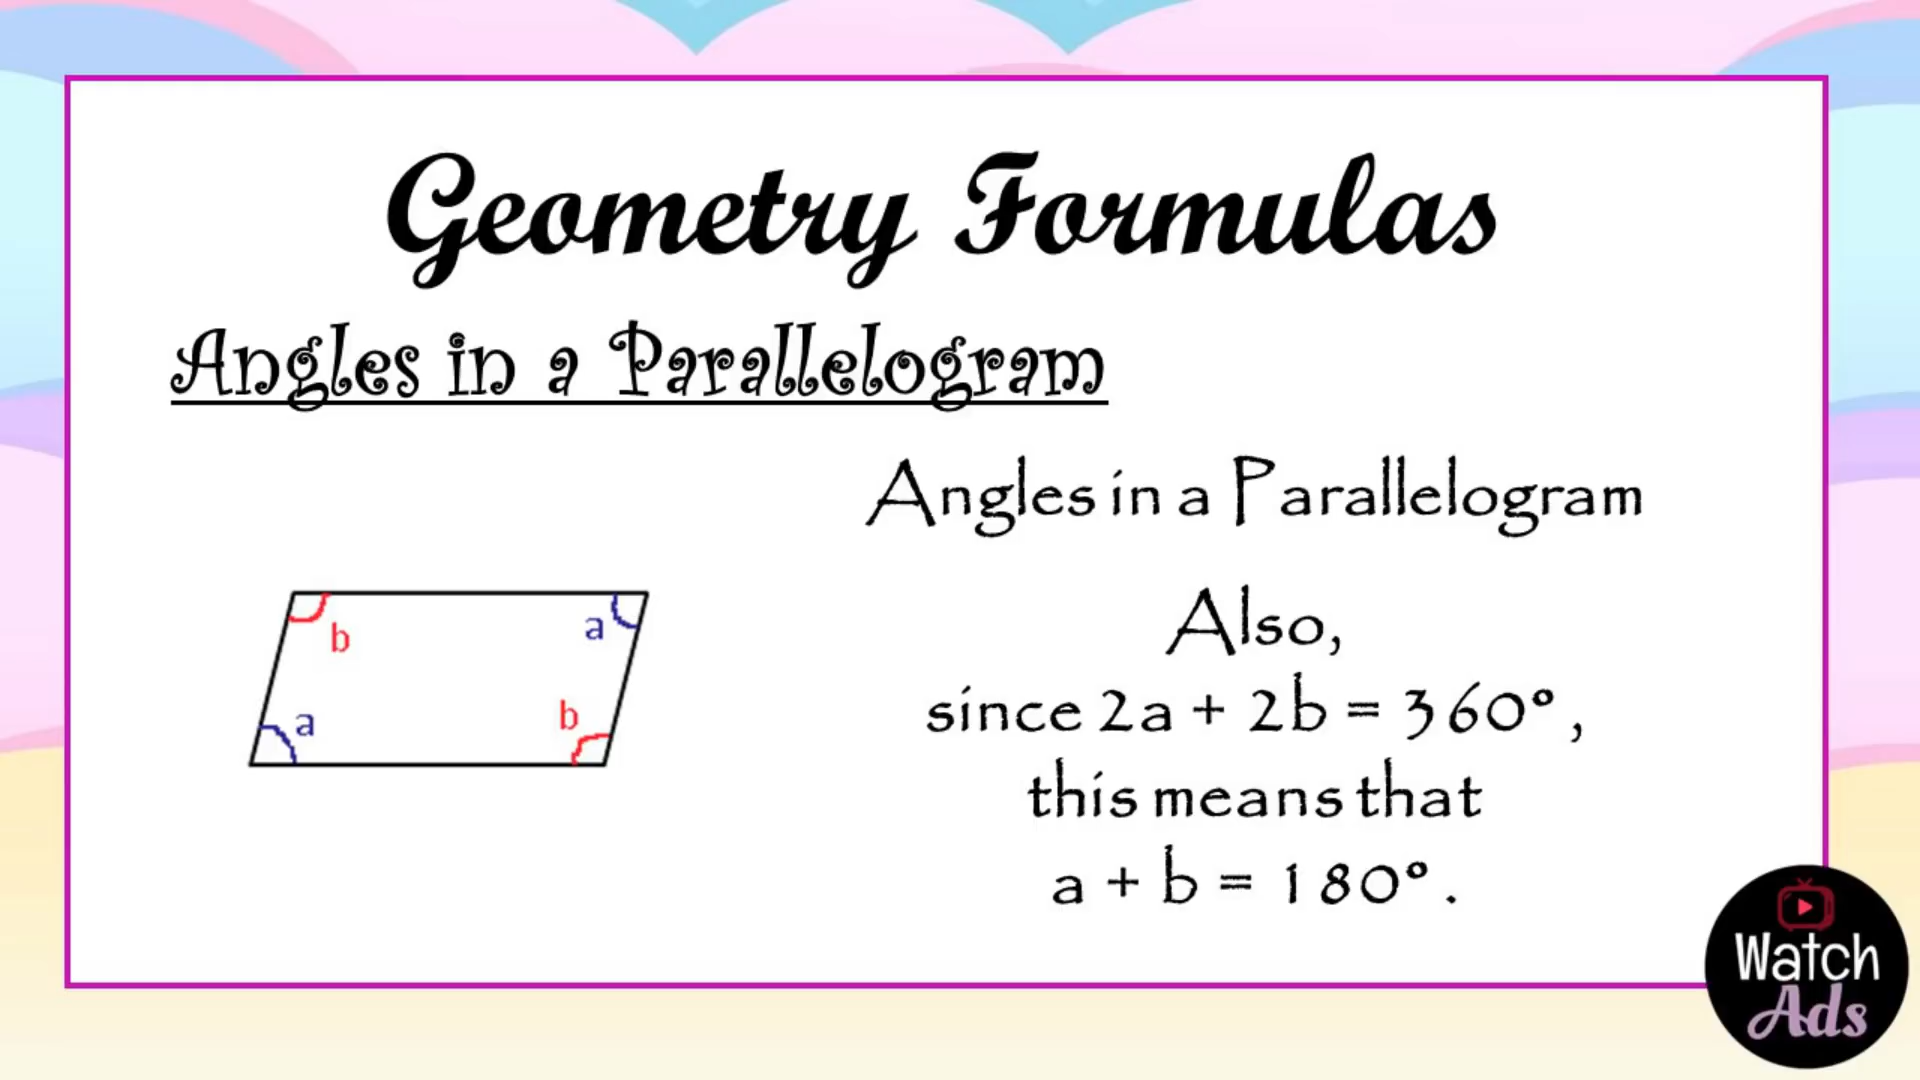 Geometry Formulas
Angles in a Parallelogram
Angles in a Parallelogram
Also,
since 2a + 2b = 360°,
this means that
a + b = 180°.
b
a
a
b
Watch
Ads